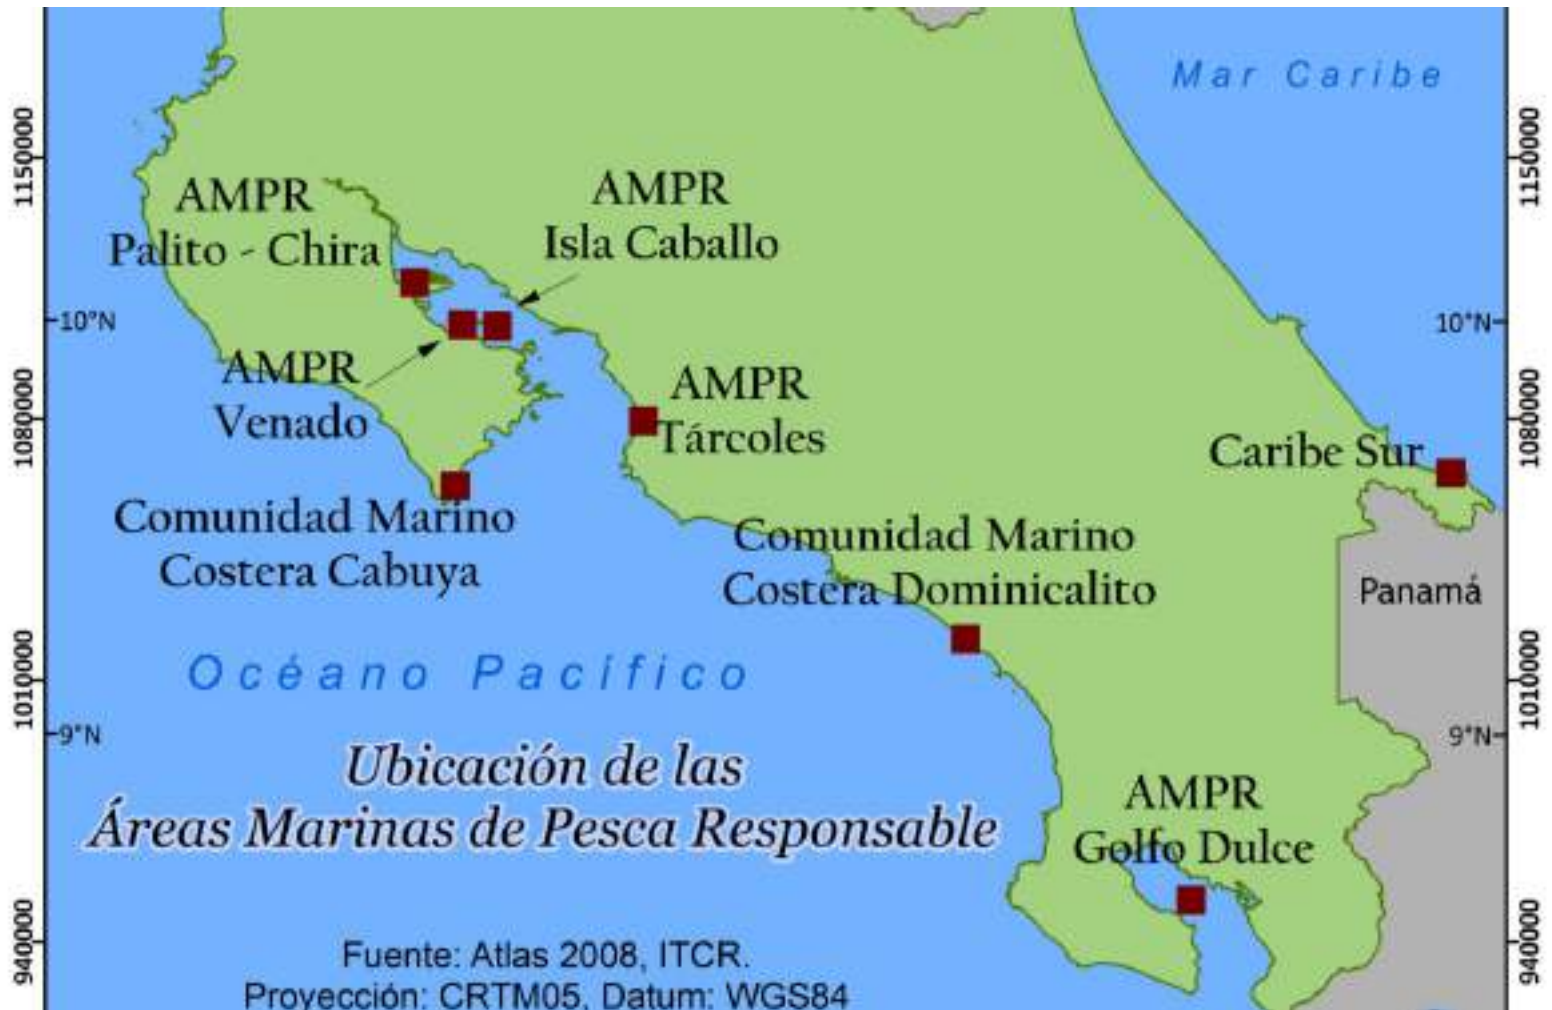 Mar Caribe
1150000
1150000
AMPR
Palito - Chira
AMPR
Isla Caballo
10°N
10°N
AMPR
Venado
AMPR
Tárcoles
1080000
1080000
Caribe Sur
Comunidad Marino
Costera Cabuya
Comunidad Marino
Costera Dominicalito
Panamá
Océano Pacífico
1010000
1010000
9°N
9°N
Ubicación de las
Áreas Marinas de Pesca Responsable
AMPR
Golfo Dulce
940000
940000
Fuente: Atlas 2008, ITCR.
Proyección: CRTM05, Datum: WGS84